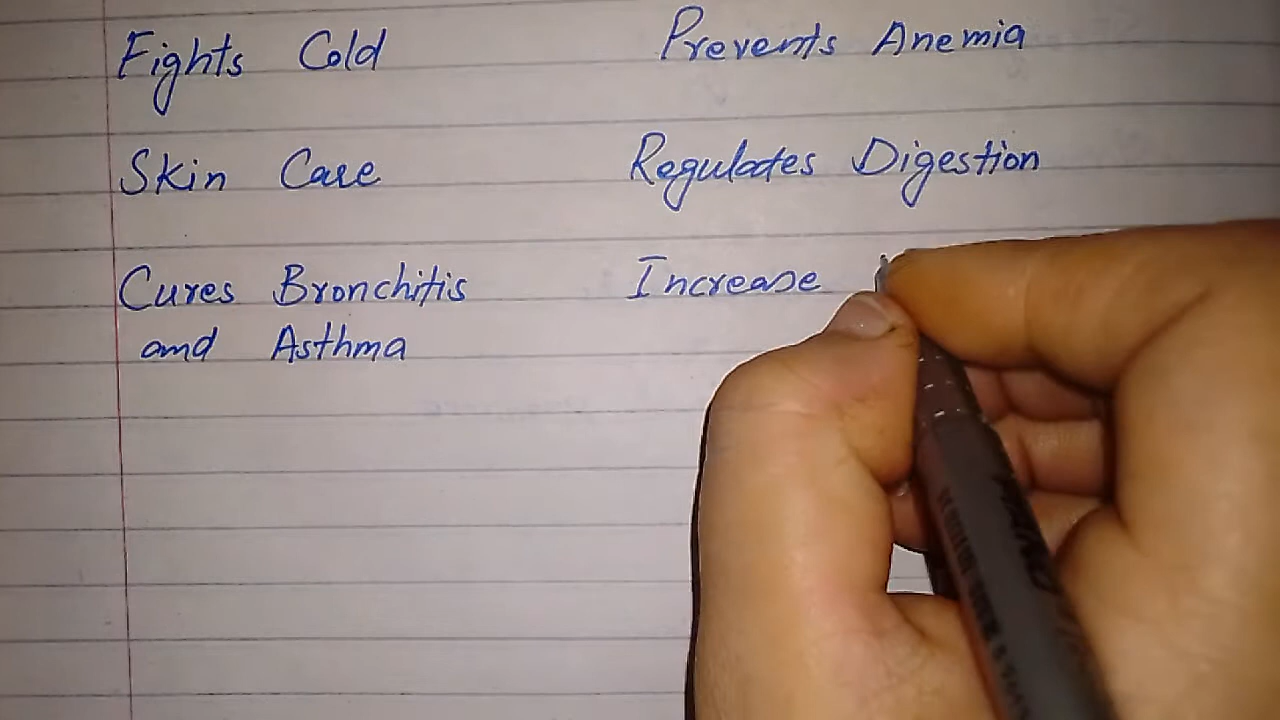 Fights Cold
Prevents Anemia
Skin Care
Regulates Digestion
Cures Bronchitis
and Asthma
Increase